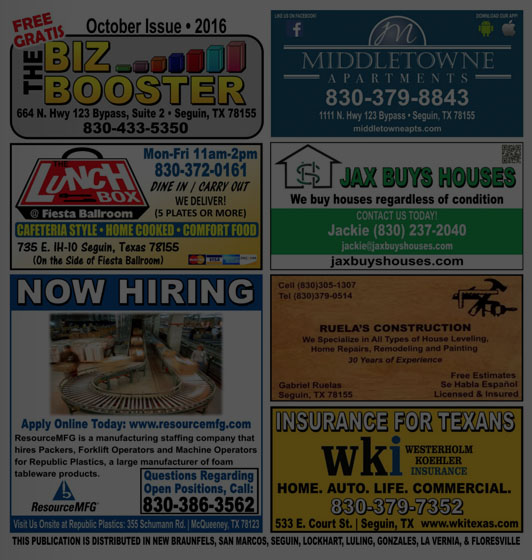 FREE
GRATIS
October Issue • 2016
THE BIZ
BOOSTER
664 N. Hwy 123 Bypass, Suite 2 • Seguin, TX 78155
830-433-5350
LIKE US ON FACEBOOK!
DOWNLOAD OUR APP
m
MIDDLETOWNE
APARTMENTS
830-379-8843
1111 N. Hwy 123 Bypass • Seguin, TX 78155
middletowneapts.com
THE
LUNCH
BOX
@ Fiesta Ballroom
Mon-Fri 11am-2pm
830-372-0161
DINE IN / CARRY OUT
WE DELIVER!
(5 PLATES OR MORE)
CAFETERIA STYLE • HOME COOKED • COMFORT FOOD
735 E. IH-10 Seguin, Texas 78155
(On the Side of Fiesta Ballroom)
VISA
JAX BUYS HOUSES
We buy houses regardless of condition
CONTACT US TODAY!
Jackie (830) 237-2040
jackie@jaxbuyshouses.com
jaxbuyshouses.com
NOW HIRING
Apply Online Today: www.resourcemfg.com
ResourceMFG is a manufacturing staffing company that
hires Packers, Forklift Operators and Machine Operators
for Republic Plastics, a large manufacturer of foam
tableware products.
ResourceMFG
Questions Regarding
Open Positions, Call:
830-386-3562
Visit Us Onsite at Republic Plastics: 355 Schumann Rd. | McQueeney, TX 78123
Cell (830)305-1307
Tel (830)379-0514
RUELA'S CONSTRUCTION
We Specialize in All Types of House Leveling,
Home Repairs, Remodeling and Painting
30 Years of Experience
Gabriel Ruelas
Seguin, TX 78155
Free Estimates
Se Habla Español
Licensed & Insured
INSURANCE FOR TEXANS
wki
WESTERHOLM
KOEHLER
INSURANCE
HOME. AUTO. LIFE. COMMERCIAL.
830-379-7352
533 E. Court St. | Seguin, TX www.wkitexas.com
THIS PUBLICATION IS DISTRIBUTED IN NEW BRAUNFELS, SAN MARCOS, SEGUIN, LOCKHART, LULING, GONZALES, LA VERNIA, & FLORESVILLE